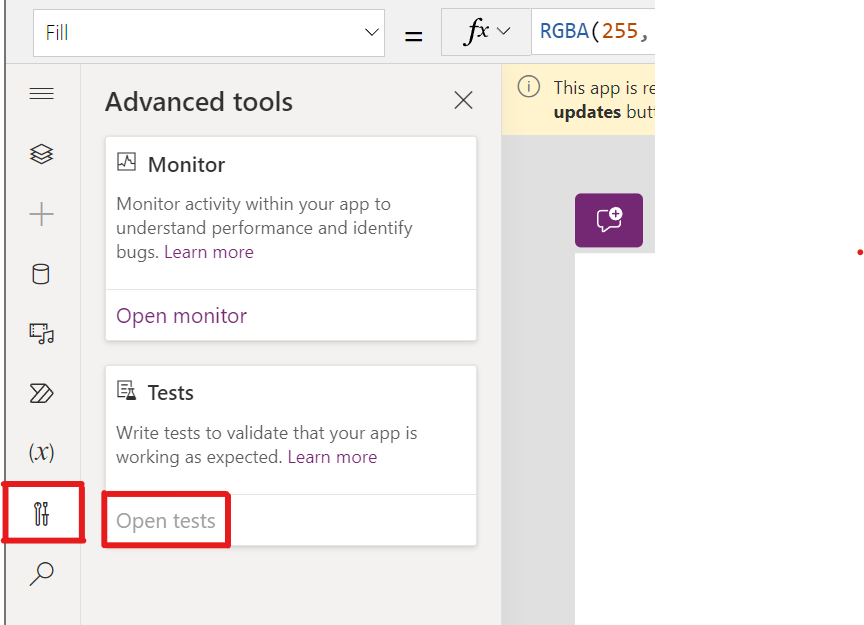 Fill
=
fx
RGBA(255,
Advanced tools
This app is re
updates but
Monitor
Monitor activity within your app to
understand performance and identify
bugs. Learn more
Open monitor
Tests
Write tests to validate that your app is
working as expected. Learn more
(x)
Open tests